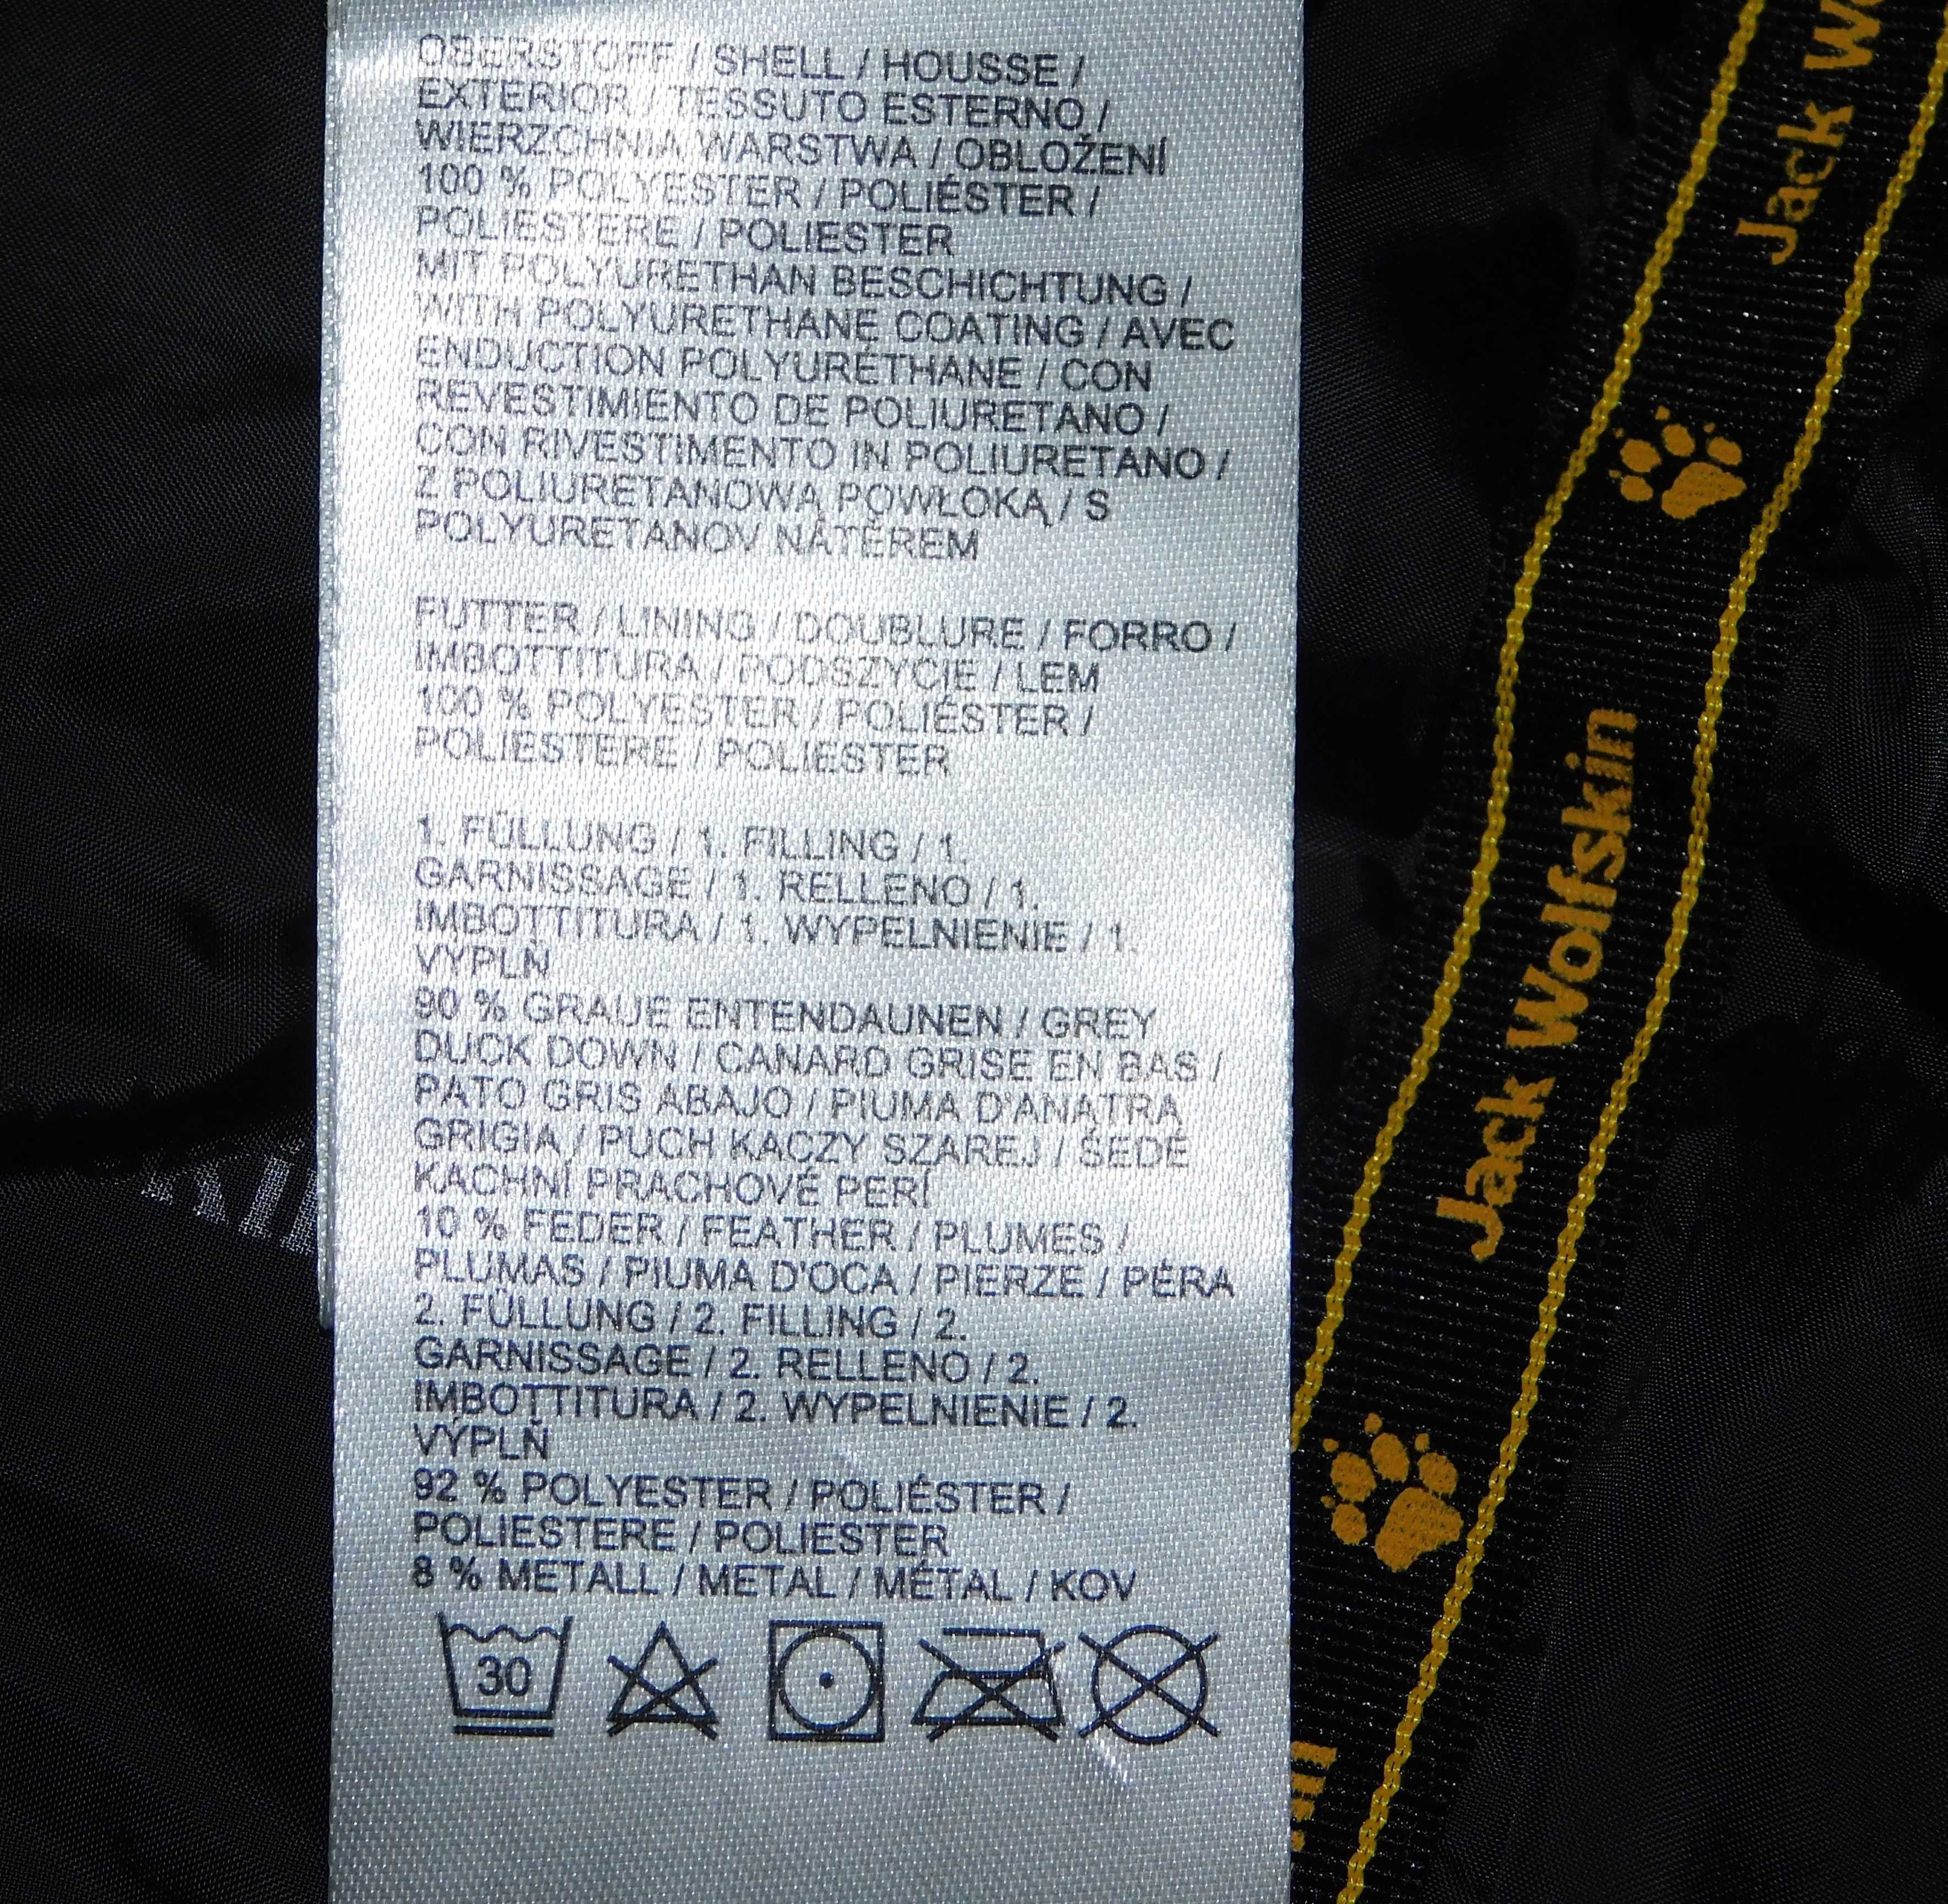 OBERSTOFF / SHELL / HOUSSE /
EXTERIOR / TESSUTO ESTERNO /
WIERZCHNIA WARSTWA / OBLOŽENÍ
100 % POLYESTER / POLIÉSTER /
POLIESTERE / POLIESTER
MIT POLYURETHAN BESCHICHTUNG /
WITH POLYURETHANE COATING / AVEC
ENDUCTION POLYURÉTHANE / CON
REVESTIMIENTO DE POLIURETANO /
CON RIVESTIMENTO IN POLIURETANO /
Z POLIURETANOWĄ POWŁOKĄ / S
POLYURETANOV NÁTĚREM
FUTTER / LINING / DOUBLURE / FORRO /
IMBOTTITURA / PODSZYCIE / LEM
100 % POLYESTER / POLIÉSTER /
POLIESTERE / POLIESTER
1. FÜLLUNG / 1. FILLING / 1.
GARNISSAGE / 1. RELLENO / 1.
IMBOTTITURA / 1. WYPELNIENIE / 1.
VÝPLŇ
90 % GRAUE ENTENDAUNEN / GREY
DUCK DOWN / CANARD GRISE EN BAS /
PATO GRIS ABAJO / PIUMA D'ANATRA
GRIGIA / PUCH KACZY SZAREJ / ŠEDÉ
KACHNÍ PRACHOVÉ PERÍ
10 % FEDER / FEATHER / PLUMES /
PLUMAS / PIUMA D'OCA / PIERZE / PÉRA
2. FÜLLUNG / 2. FILLING / 2.
GARNISSAGE / 2. RELLENO / 2.
IMBOTTITURA / 2. WYPELNIENIE / 2.
VÝPLŇ
92 % POLYESTER / POLIÉSTER /
POLIESTERE / POLIESTER
8 % METALL / METAL / MÉTAL / KOV
30
Jack
Jack Wolfskin